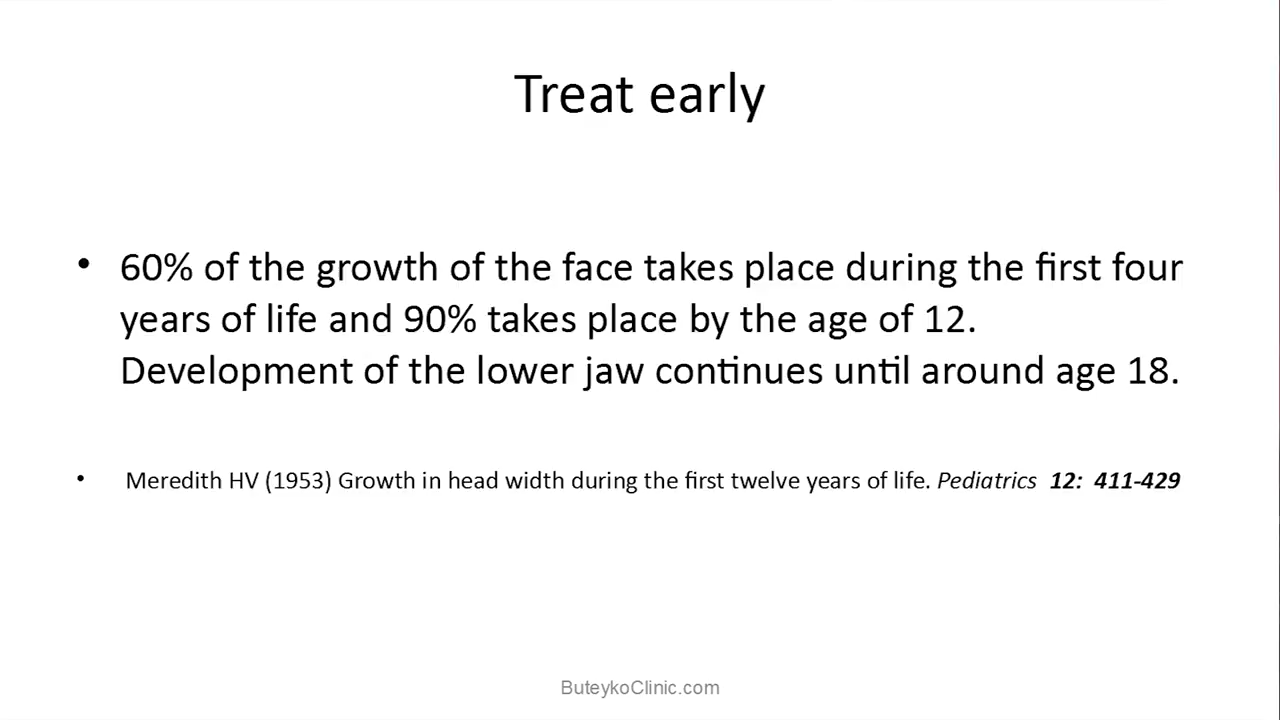 Treat early
• 60% of the growth of the face takes place during the first four
years of life and 90% takes place by the age of 12.
Development of the lower jaw continues until around age 18.
• Meredith HV (1953) Growth in head width during the first twelve years of life. Pediatrics 12: 411-429
ButeykoClinic.com